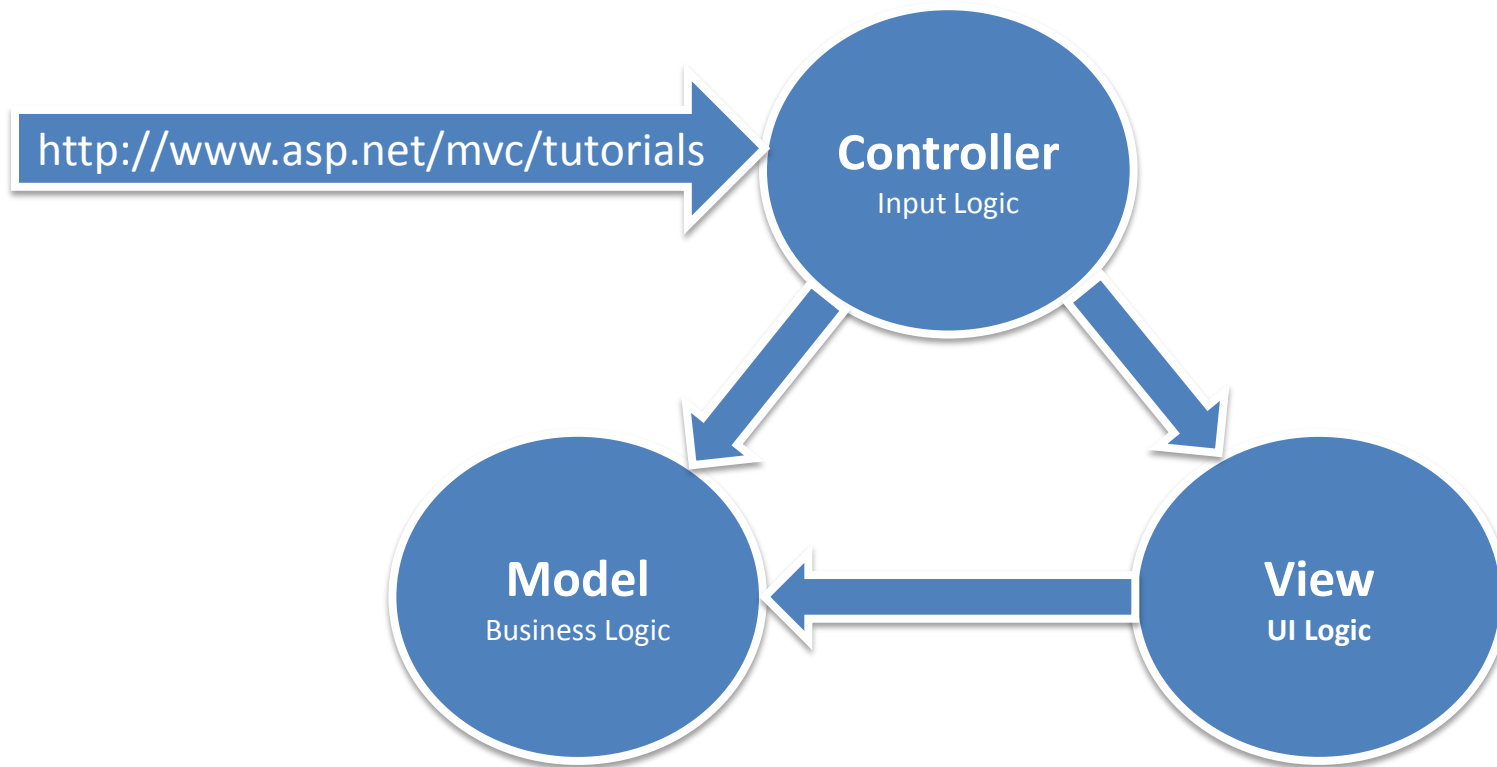 http://www.asp.net/mvc/tutorials
Controller
Input Logic
Model
Business Logic
View
UI Logic